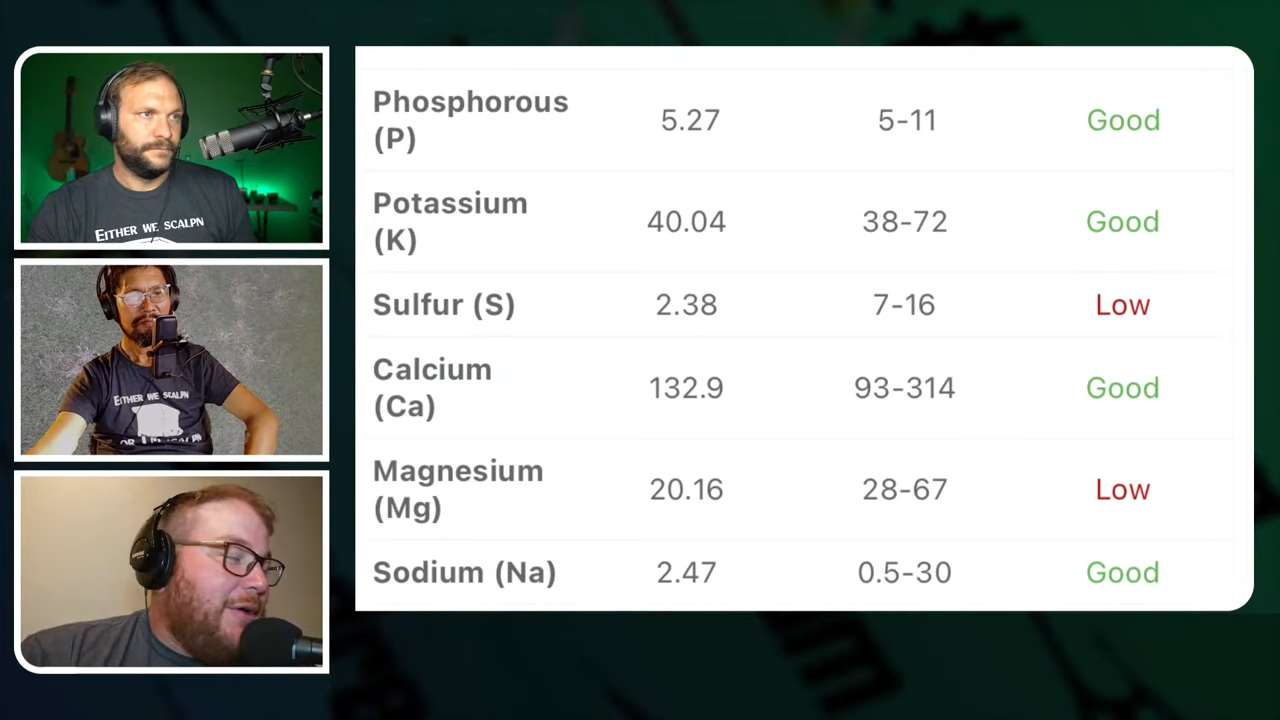 EITHER WE SCALPN
EITHER WE SCALPN
Phosphorous
(P)
5.27
5-11
Good
Potassium
(K)
40.04
38-72
Good
Sulfur (S)
2.38
7-16
Low
Calcium
(Ca)
132.9
93-314
Good
Magnesium
(Mg)
20.16
28-67
Low
Sodium (Na)
2.47
0.5-30
Good